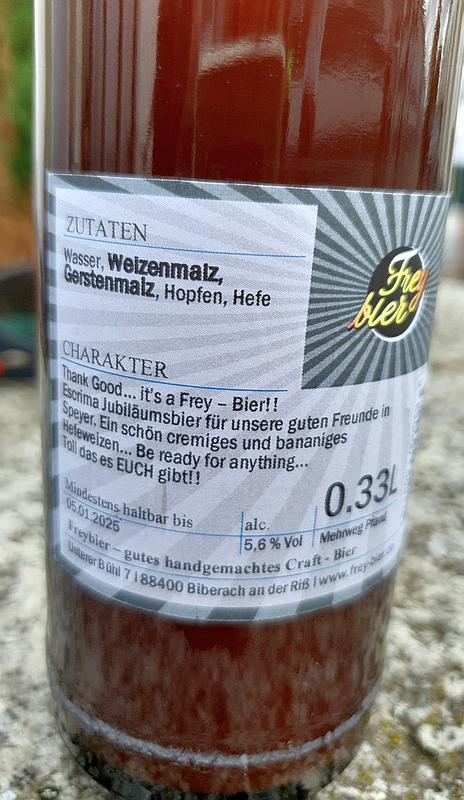 ZUTATEN
Wasser, Weizenmalz,
Gerstenmalz, Hopfen, Hefe
Frey
bier
CHARAKTER
Thank Good... it's a Frey – Bier!!
Escrima Jubiläumsbier für unsere guten Freunde in
Speyer. Ein schön cremiges und bananiges
Hefeweizen... Be ready for anything...
Toll das es EUCH gibt!!
0.33L
Mindestens haltbar bis
05.01.2025
alc.
5,6 % Vol
Mehrweg Pfand
Freybier – gutes handgemachtes Craft - Bier
Unterer Bühl 7 | 88400 Biberach an der Riß | www.frey-bier.